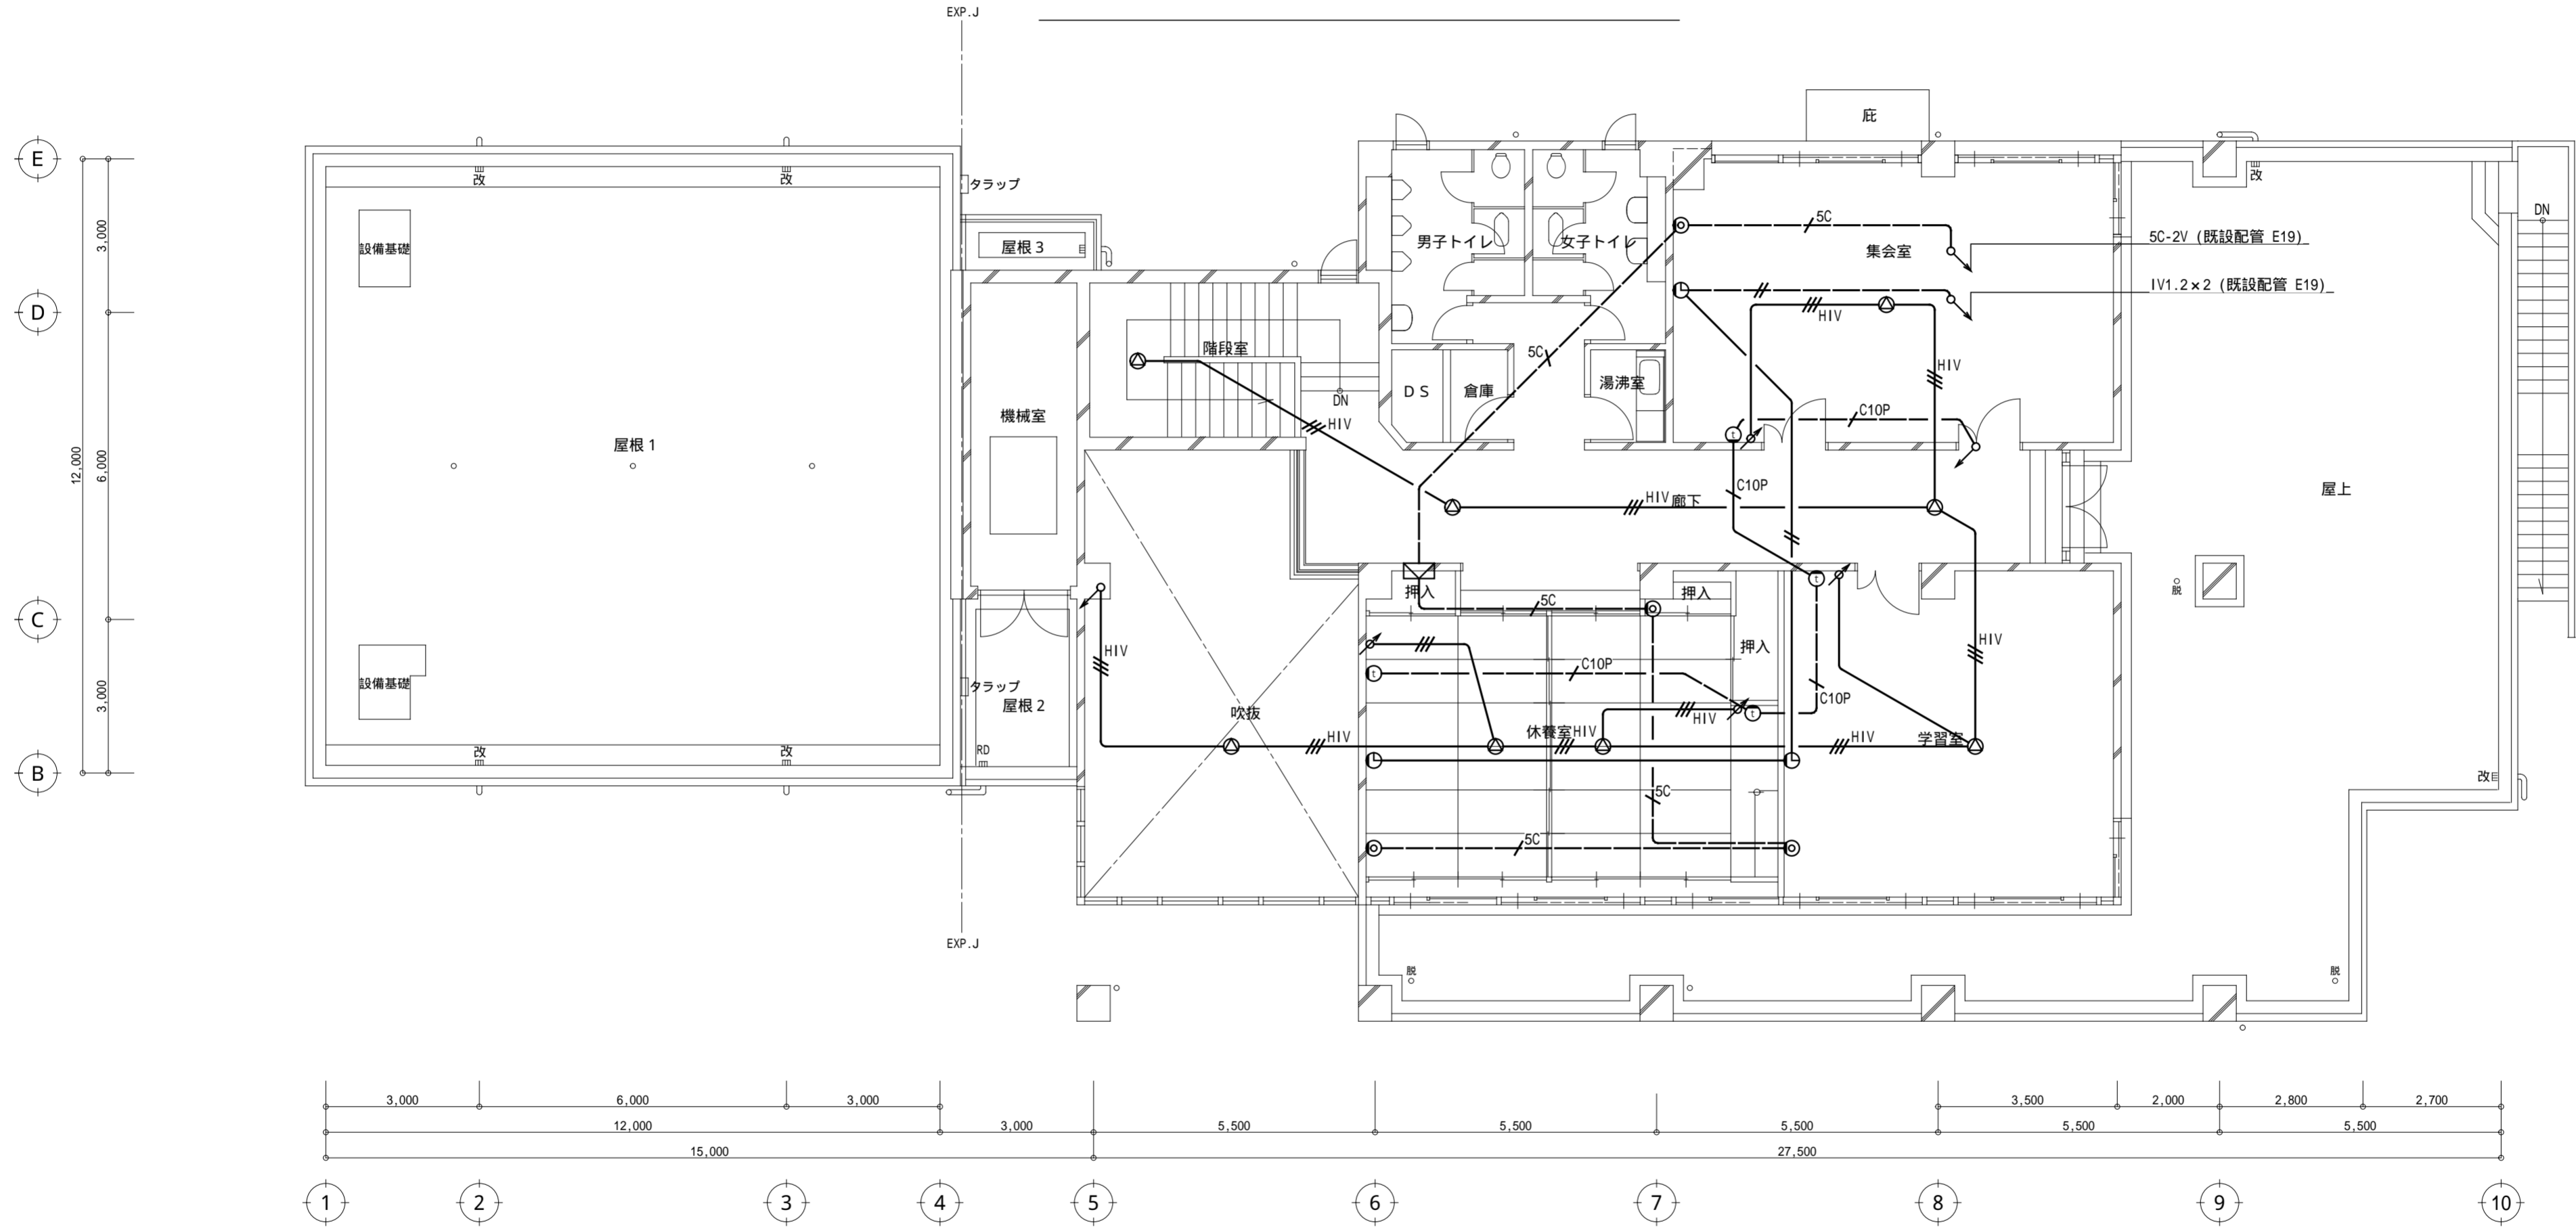 EXP.J
庇
E
改
改
タラップ
改
DN
3,000
設備基礎
屋根3
男子トイレ
女子トイレ
5C
集会室
5C-2V (既設配管 E19)
IV1.2×2 (既設配管 E19)
D
HIV
階段室
5C
HIV
機械室
DN
DS
倉庫
湯沸室
C10P
HIV
屋根1
12,000
6,000
C10P
HIV
廊下
屋上
押入
5C
押入
脱
C
HIV
押入
HIV
C10P
C10P
設備基礎
タラップ
3,000
屋根2
吹抜
HIV
休養室
HIV
HIV
HIV
学習室
改
改
RD
B
改
5C
5C
EXP.J
脱
脱
3,000
6,000
3,000
3,500
2,000
2,800
2,700
12,000
3,000
5,500
5,500
5,500
5,500
5,500
15,000
27,500
1
2
3
4
5
6
7
8
9
10
t
t
t
t